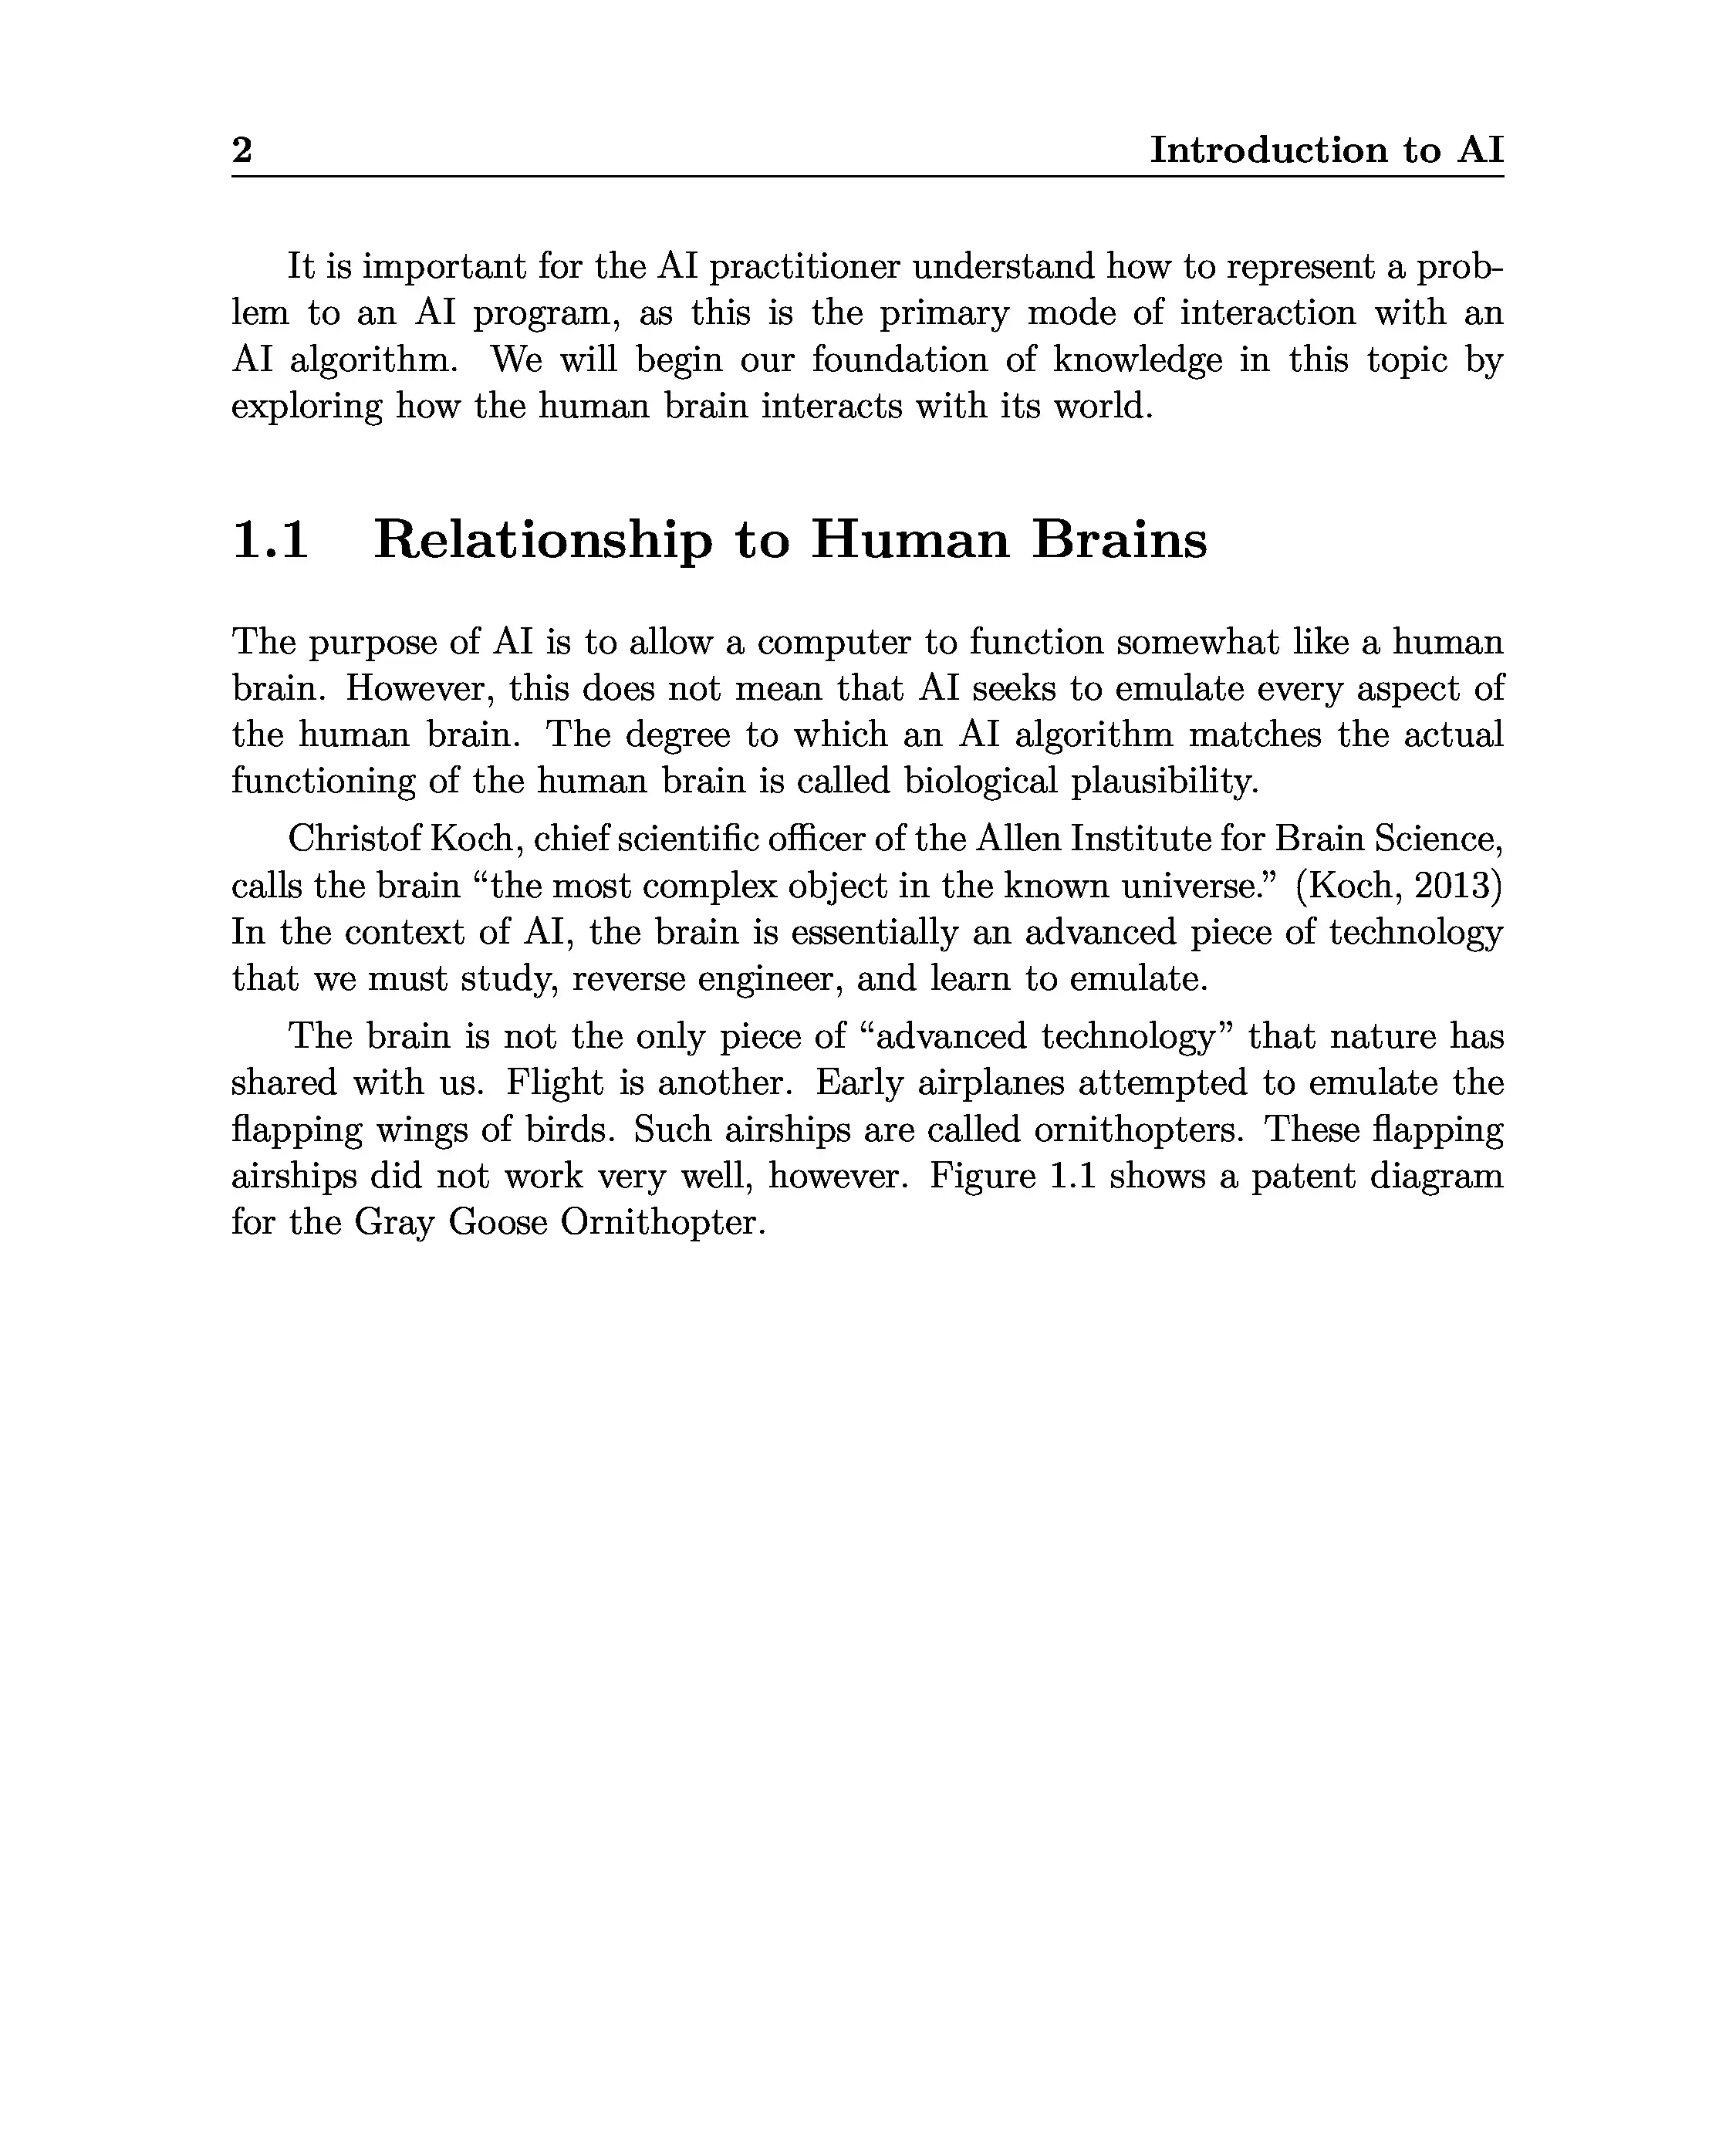 2 Introduction to AI
It is important for the AI practitioner understand how to represent a prob-
lem to an AI program, as this is the primary mode of interaction with an
AI algorithm. We will begin our foundation of knowledge in this topic by
exploring how the human brain interacts with its world.
1.1 Relationship to Human Brains
The purpose of AI is to allow a computer to function somewhat like a human
brain. However, this does not mean that AI seeks to emulate every aspect of
the human brain. The degree to which an AI algorithm matches the actual
functioning of the human brain is called biological plausibility.
Christof Koch, chief scientific officer of the Allen Institute for Brain Science,
calls the brain “the most complex object in the known universe.” (Koch, 2013)
In the context of AI, the brain is essentially an advanced piece of technology
that we must study, reverse engineer, and learn to emulate.
The brain is not the only piece of “advanced technology” that nature has
shared with us. Flight is another. Early airplanes attempted to emulate the
flapping wings of birds. Such airships are called ornithopters. These flapping
airships did not work very well, however. Figure 1.1 shows a patent diagram
for the Gray Goose Ornithopter.